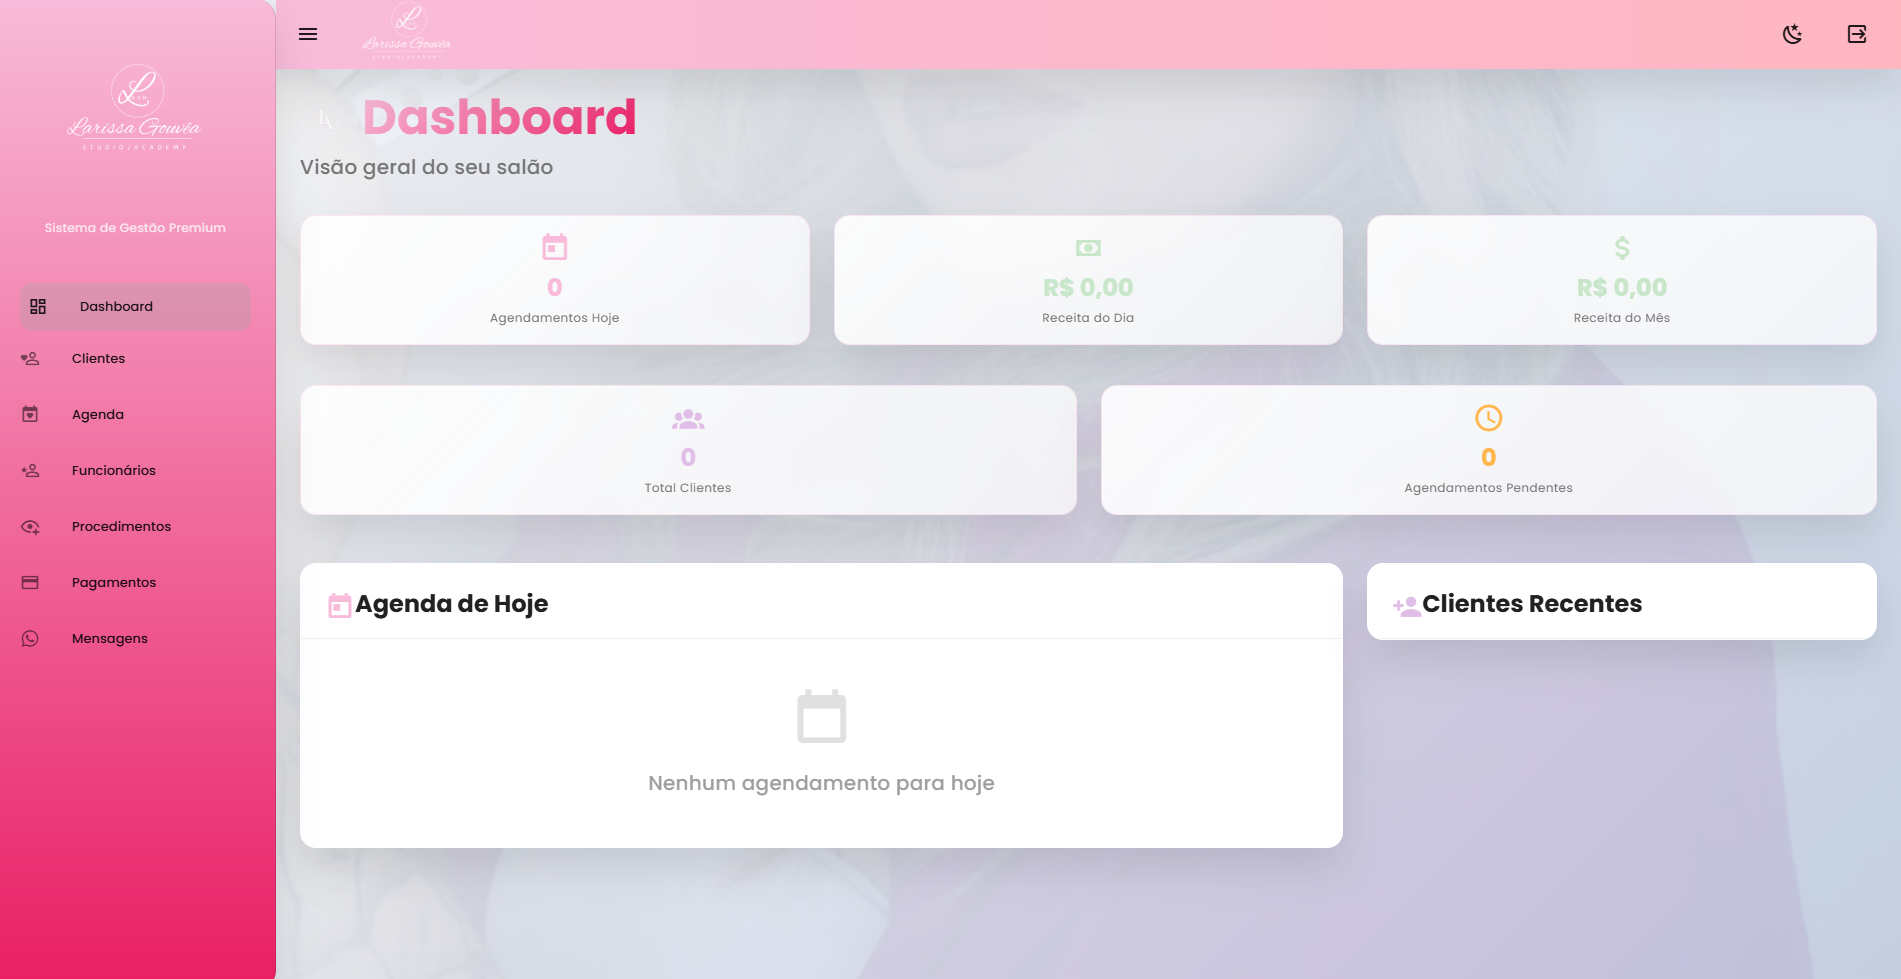 Larissa Gouvêa
STUDIO/ACADEMY
Sistema de Gestão Premium
Dashboard
Clientes
Agenda
Funcionários
Procedimentos
Pagamentos
Mensagens
Larissa Gouvêa
STUDIO/ACADEMY
Dashboard
Visão geral do seu salão
0
Agendamentos Hoje
R$ 0,00
Receita do Dia
R$ 0,00
Receita do Mês
0
Total Clientes
0
Agendamentos Pendentes
Agenda de Hoje
Nenhum agendamento para hoje
Clientes Recentes